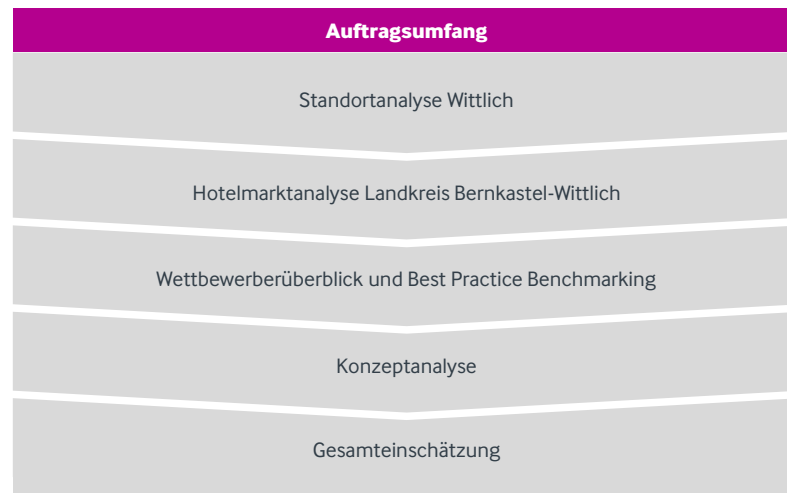 Auftragsumfang
Standortanalyse Wittlich
Hotelmarktanalyse Landkreis Bernkastel-Wittlich
Wettbewerberüberblick und Best Practice Benchmarking
Konzeptanalyse
Gesamteinschätzung